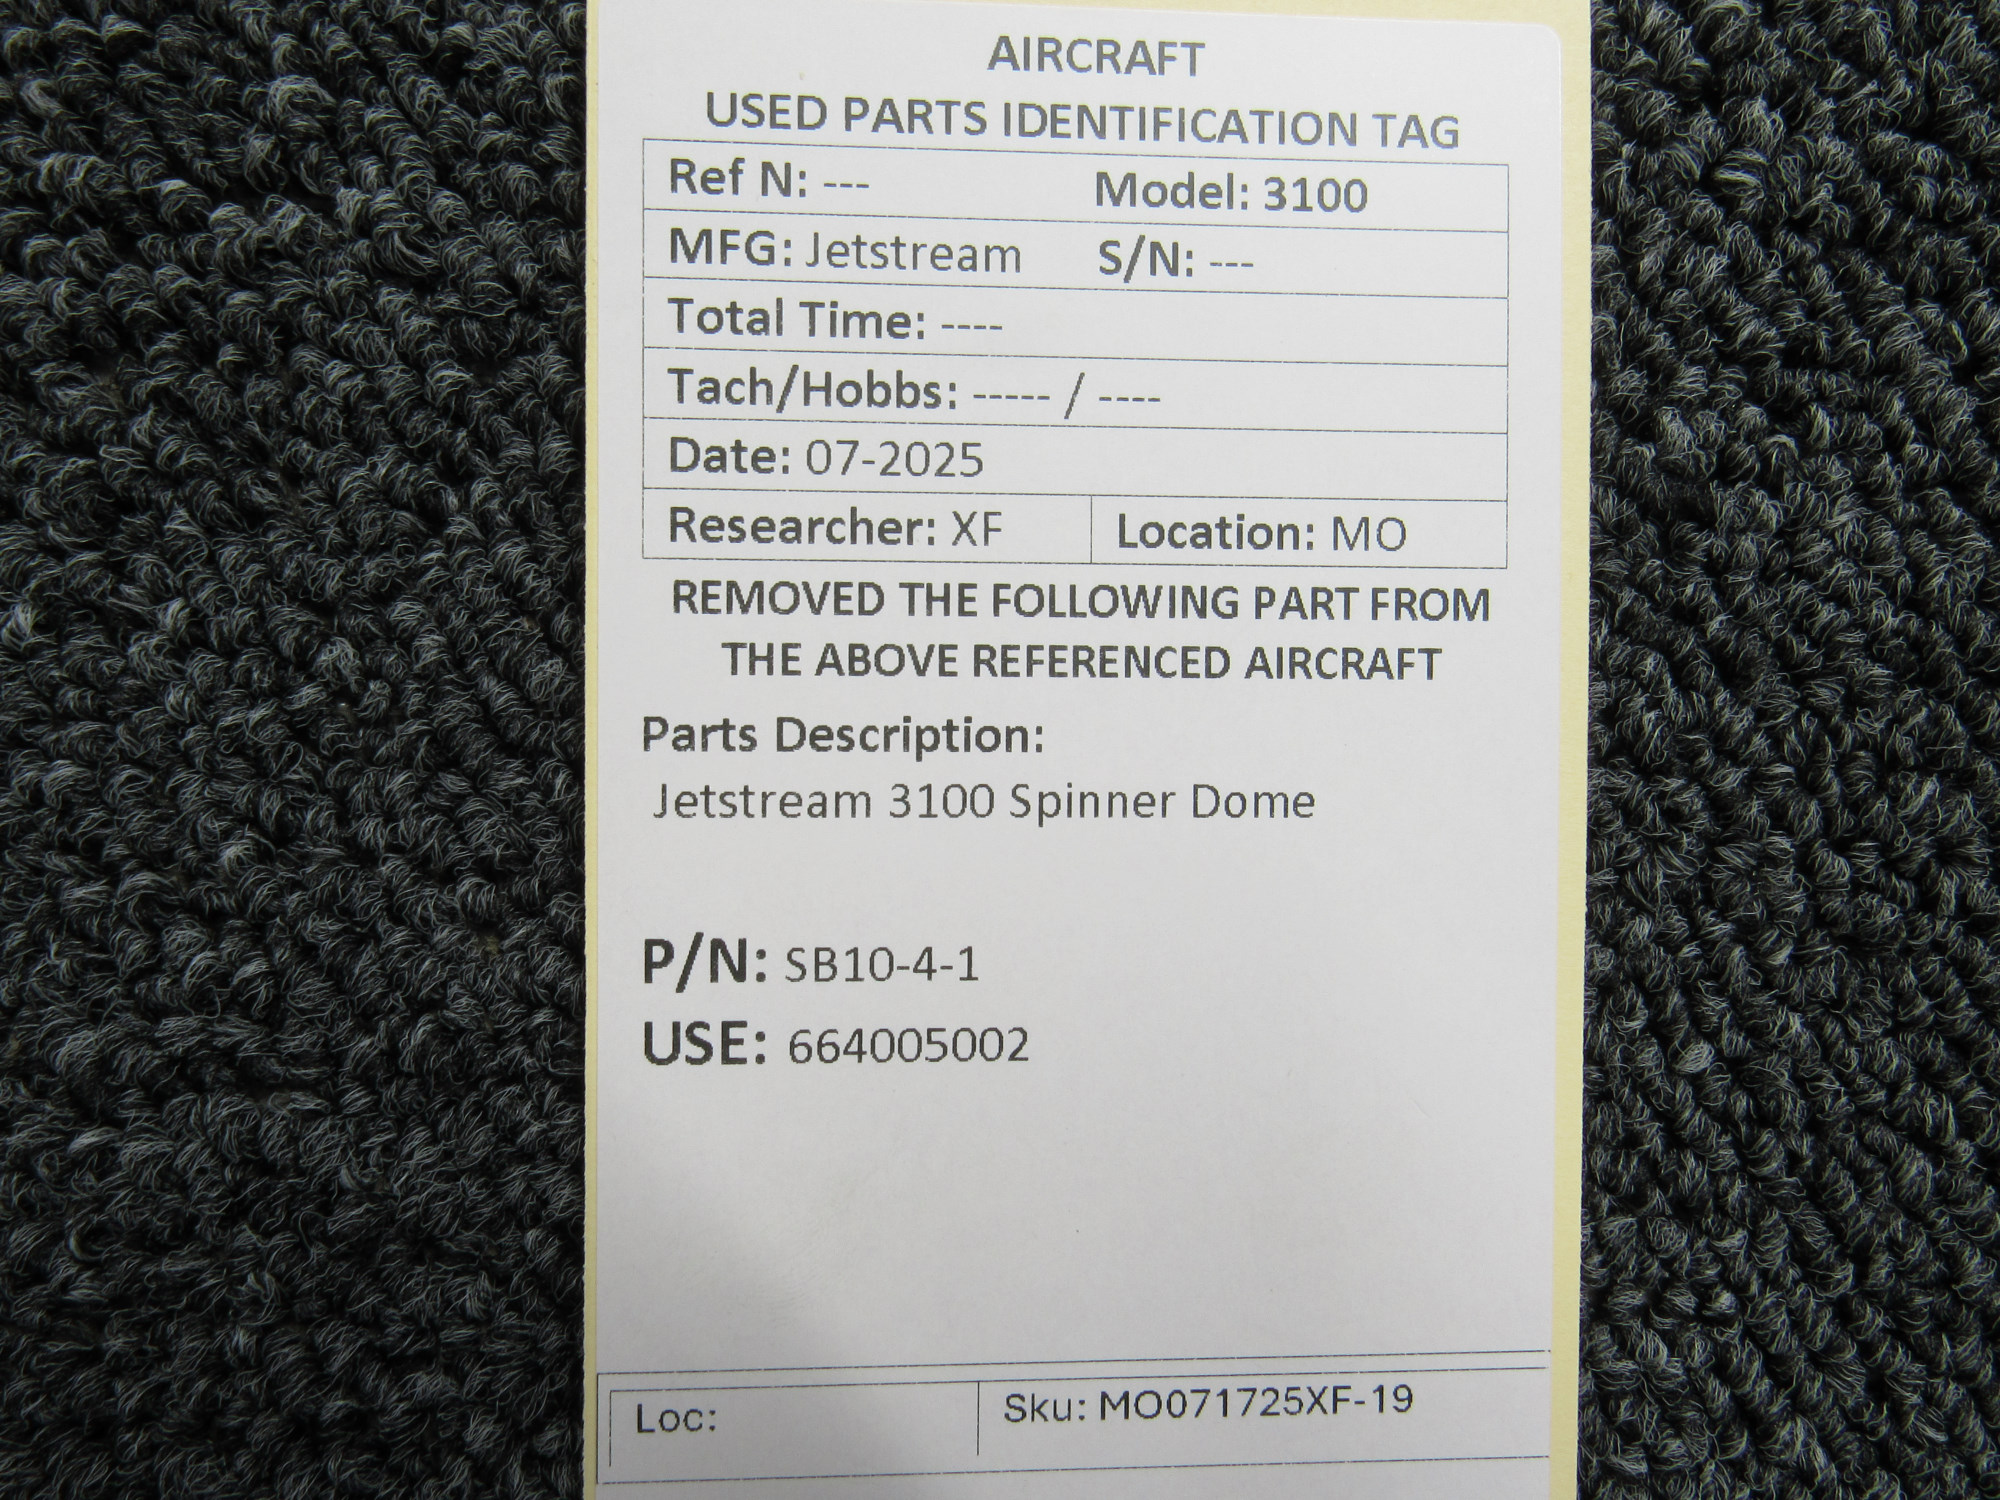 AIRCRAFT
USED PARTS IDENTIFICATION TAG
Ref N: --- Model: 3100
MFG: Jetstream S/N: ---
Total Time: ----
Tach/Hobbs: ----- / ----
Date: 07-2025
Researcher: XF Location: MO
REMOVED THE FOLLOWING PART FROM
THE ABOVE REFERENCED AIRCRAFT
Parts Description:
Jetstream 3100 Spinner Dome
P/N: SB10-4-1
USE: 664005002
Loc: Sku: MO071725XF-19